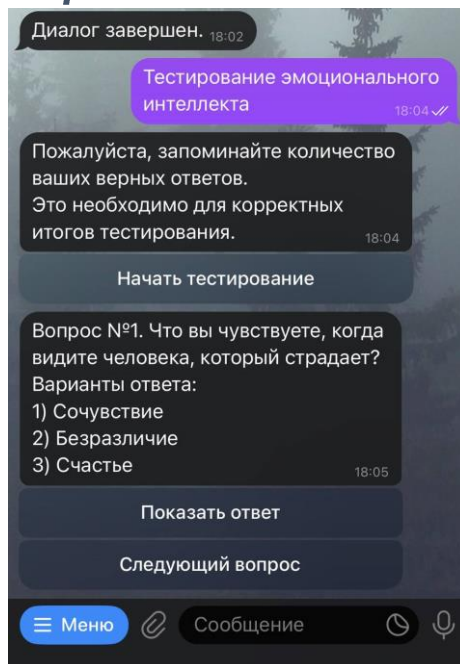 Диалог завершен. 18:02
Тестирование эмоционального
интеллекта
18:04
Пожалуйста, запоминайте количество
ваших верных ответов.
Это необходимо для корректных
итогов тестирования.
18:04
Начать тестирование
Вопрос №1. Что вы чувствуете, когда
видите человека, который страдает?
Варианты ответа:
1) Сочувствие
2) Безразличие
3) Счастье
18:05
Показать ответ
Следующий вопрос
Меню
Сообщение